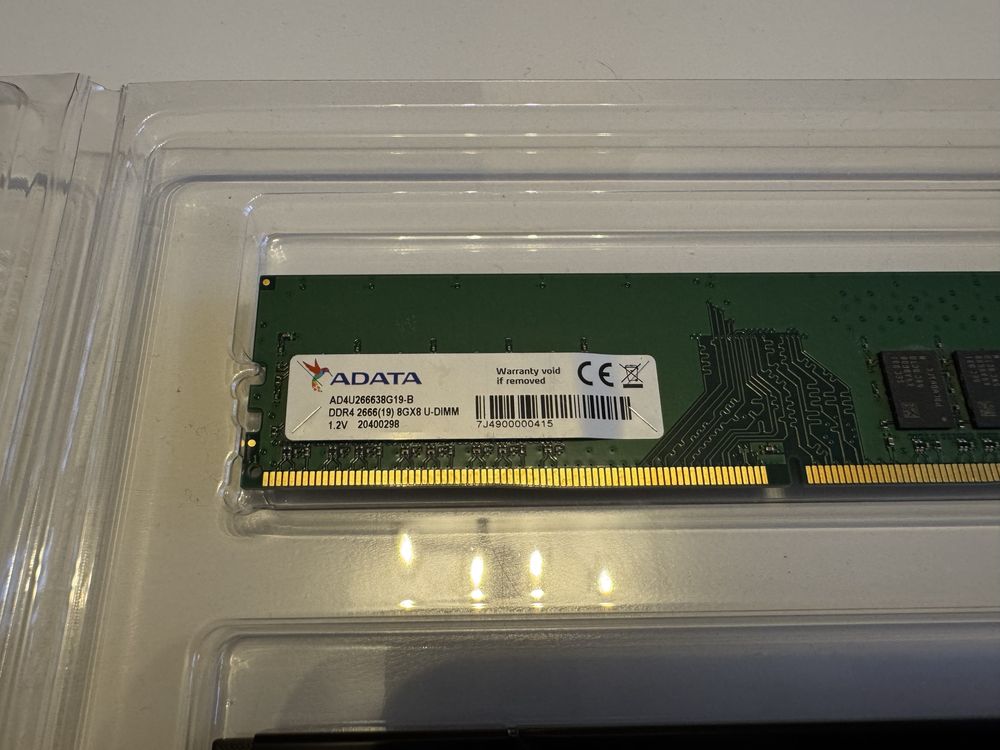 ADATA
Warranty void
if removed
CE
AD4U266638G19-B
DDR4 2666(19) 8GX8 U-DIMM
1.2V 20400298
7J4900000415